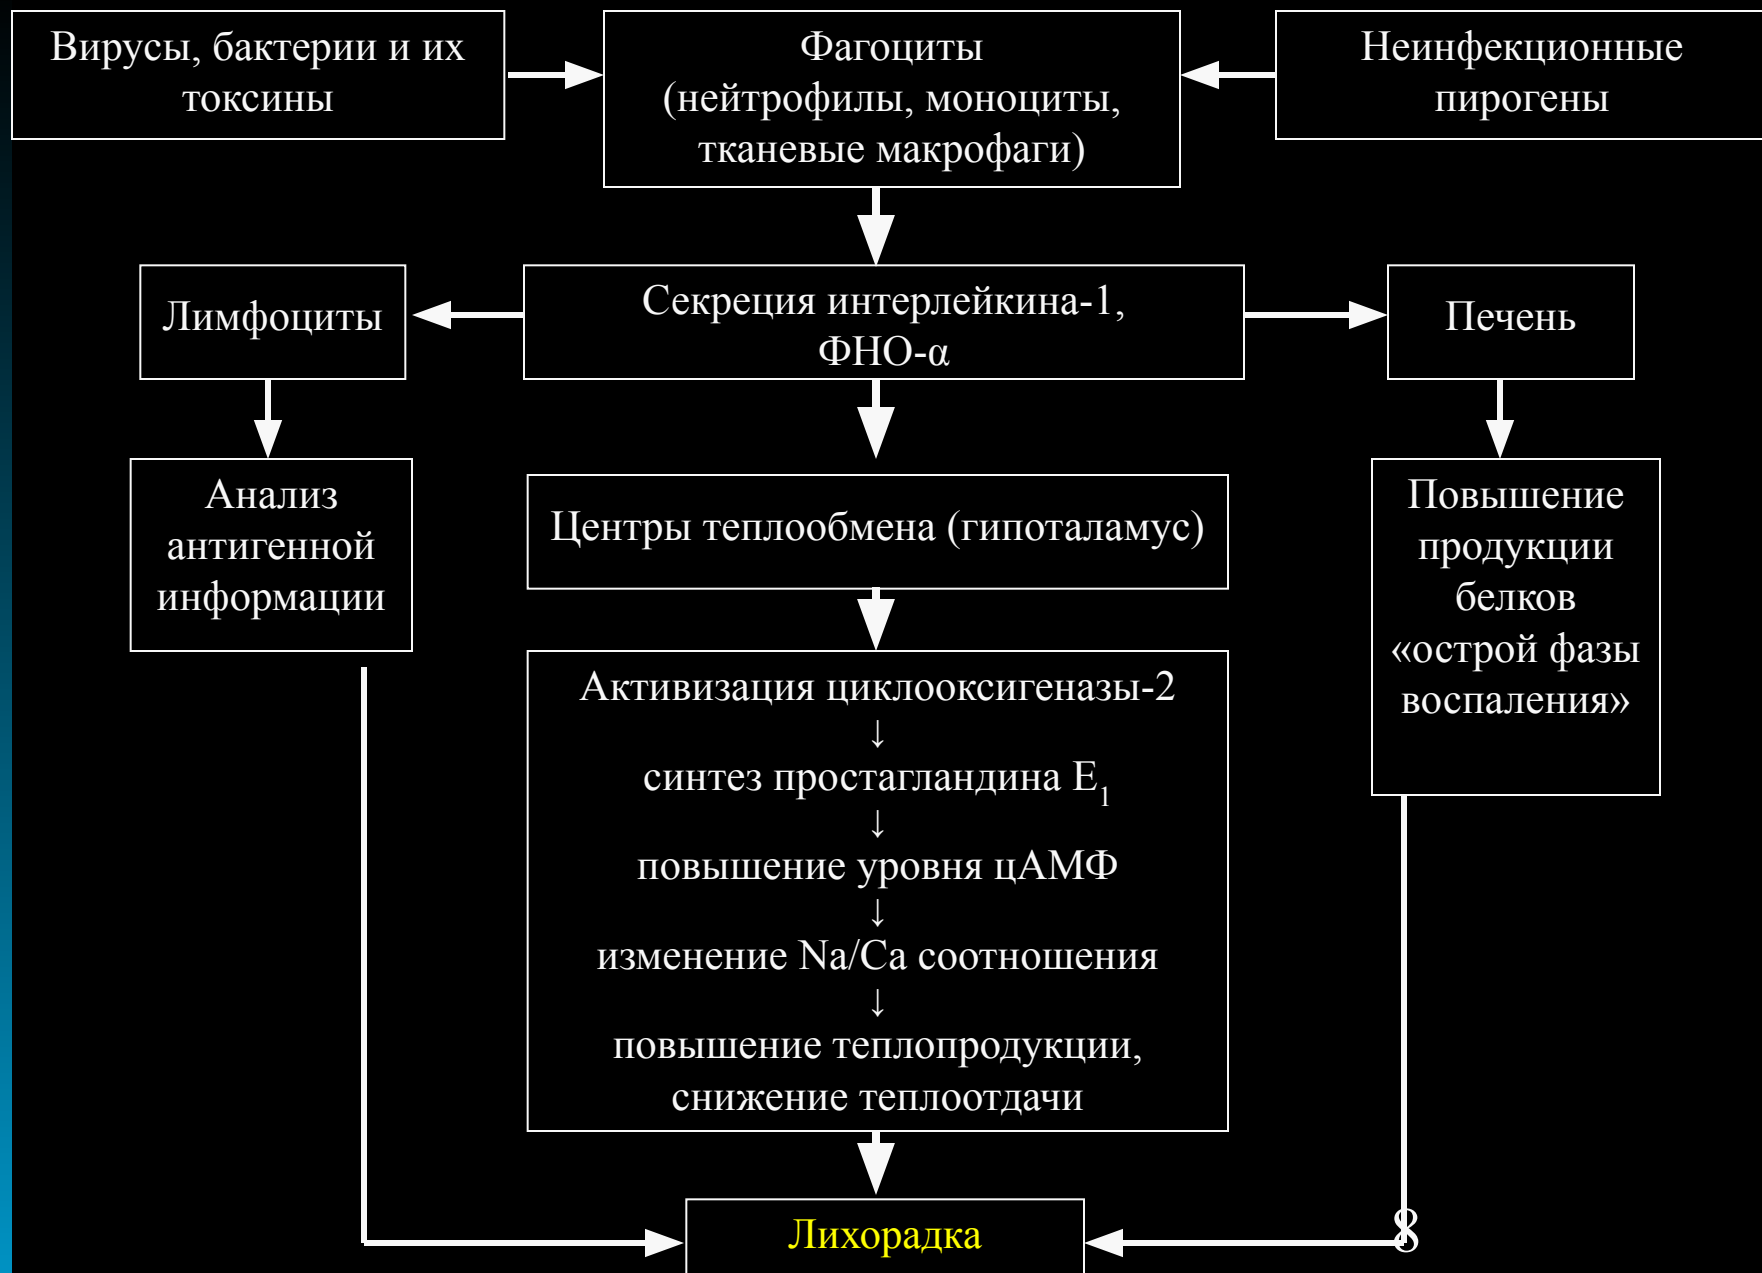 Вирусы, бактерии и их
токсины
Фагоциты
(нейтрофилы, моноциты,
тканевые макрофаги)
Неинфекционные
пирогены
Лимфоциты
Секреция интерлейкина-1,
ФНО-α
Печень
Анализ
антигенной
информации
Центры теплообмена (гипоталамус)
Повышение
продукции
белков
«острой фазы
воспаления»
Активизация циклооксигеназы-2
↓
синтез простагландина Е₁
↓
повышение уровня цАМФ
↓
изменение Na/Ca соотношения
↓
повышение теплопродукции,
снижение теплоотдачи
Лихорадка
8